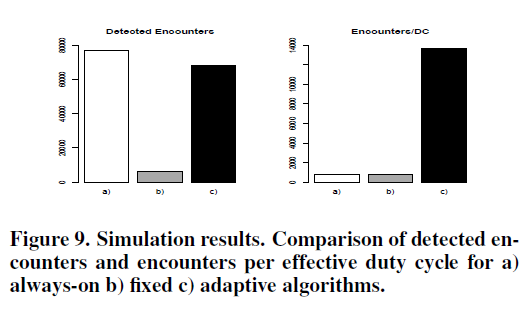 Detected Encounters
80000
60000
40000
20000
0
a)
b)
c)
Encounters/DC
14000
10000
8000
6000
4000
2000
0
a)
b)
c)
Figure 9. Simulation results. Comparison of detected en-
counters and encounters per effective duty cycle for a)
always-on b) fixed c) adaptive algorithms.